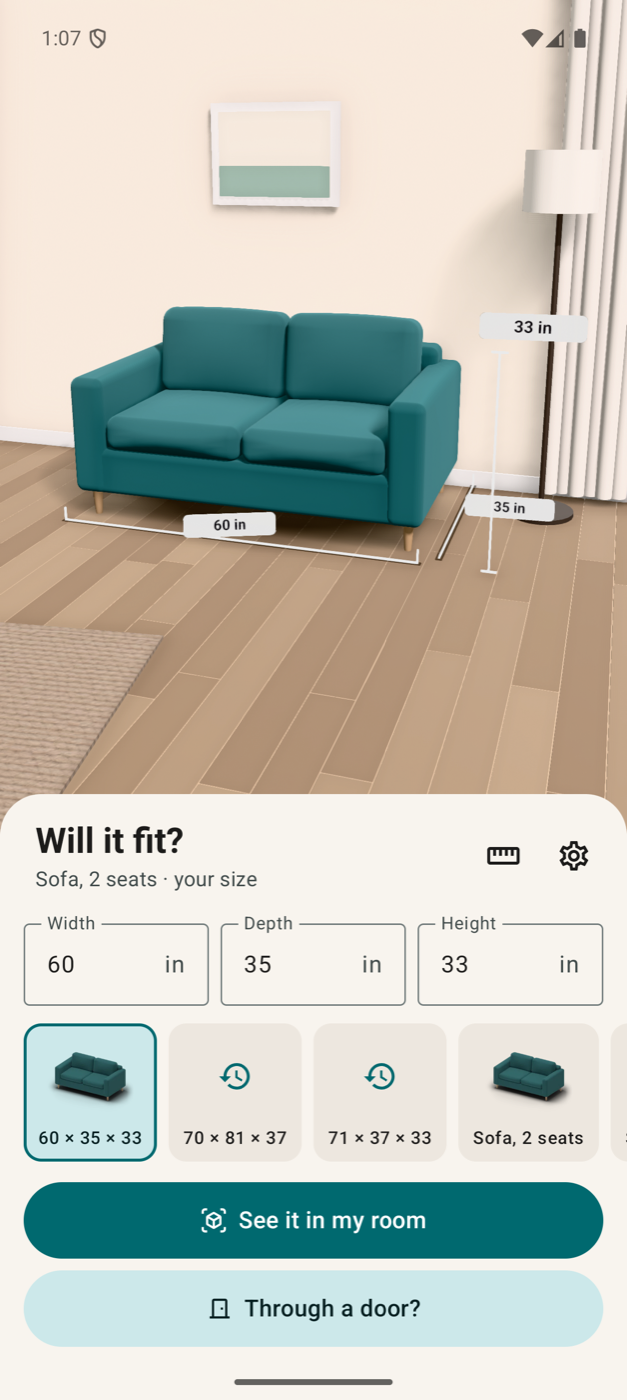 1:07
33 in
35 in
60 in
Will it fit?
Sofa, 2 seats · your size
Width
Depth
Height
60 in
35 in
33 in
60 × 35 × 33
70 × 81 × 37
71 × 37 × 33
Sofa, 2 seats
See it in my room
Through a door?